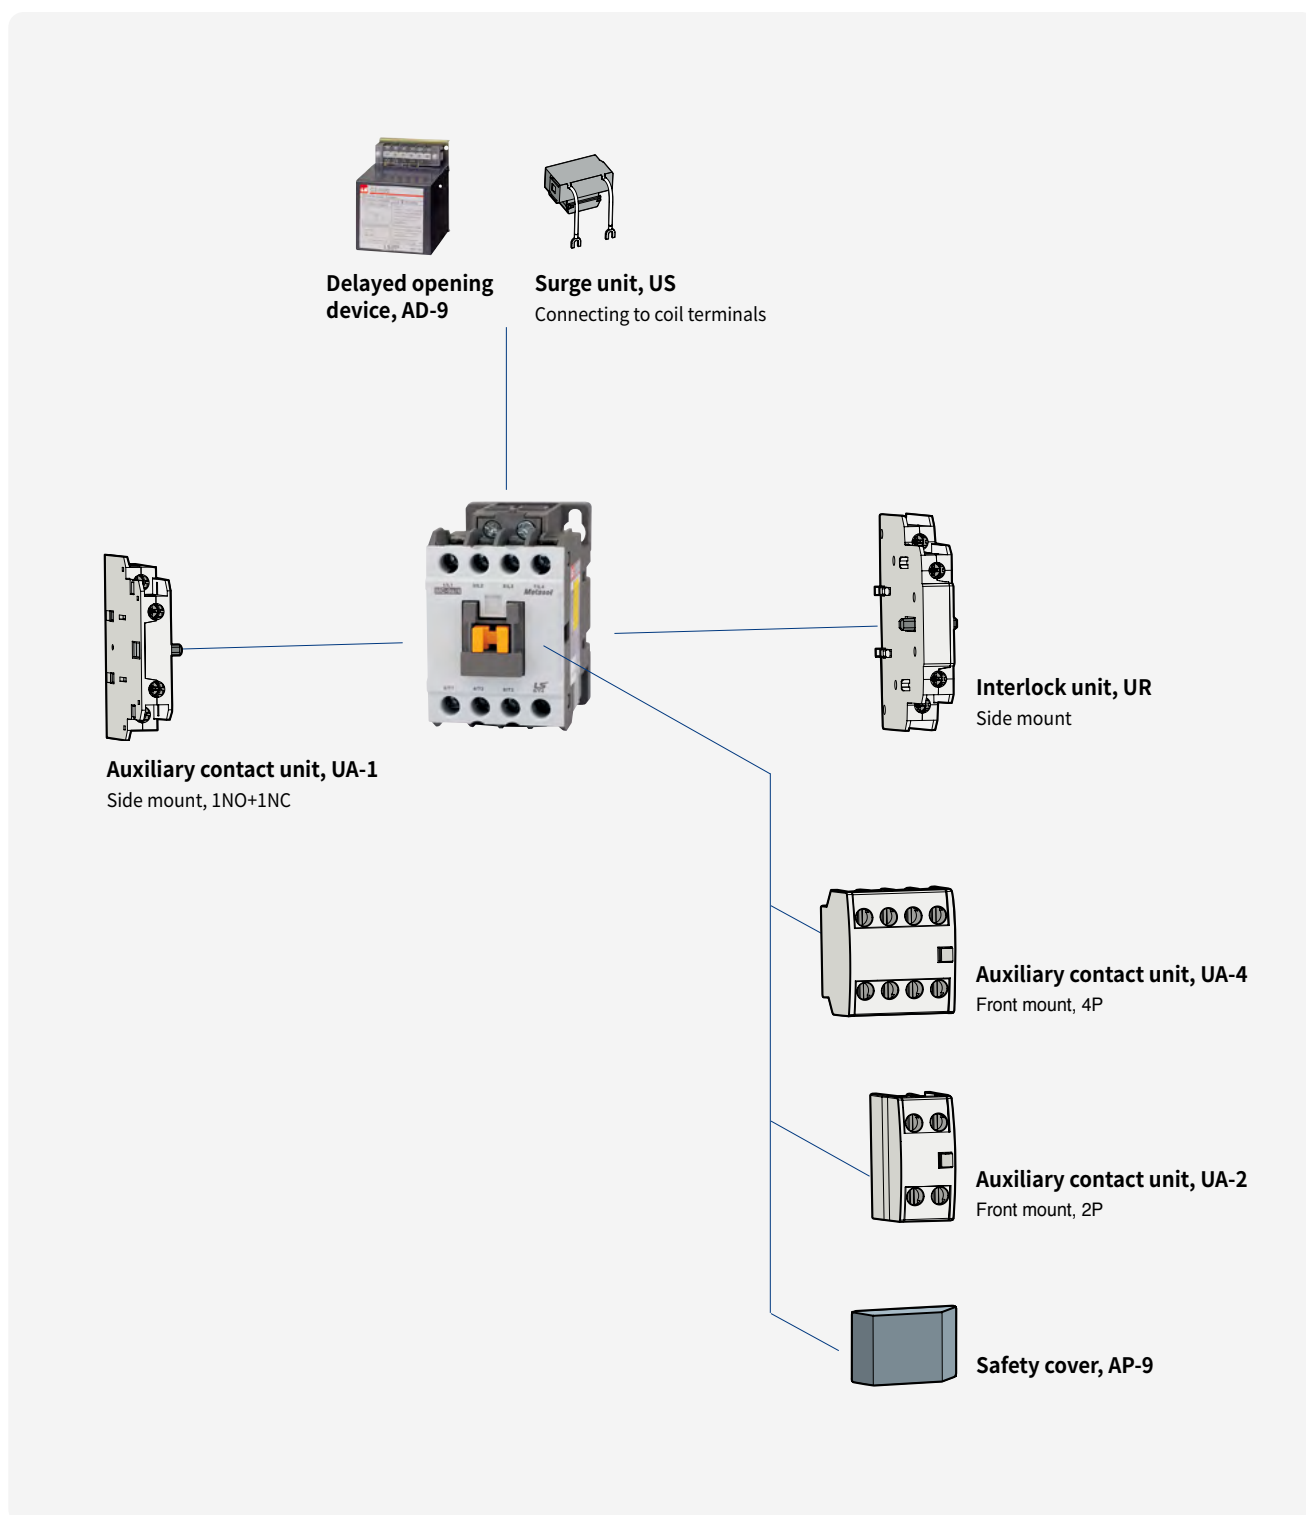 Delayed opening
device, AD-9
Surge unit, US
Connecting to coil terminals
Metasol
LS
Interlock unit, UR
Side mount
Auxiliary contact unit, UA-1
Side mount, 1NO+1NC
Auxiliary contact unit, UA-4
Front mount, 4P
Auxiliary contact unit, UA-2
Front mount, 2P
Safety cover, AP-9